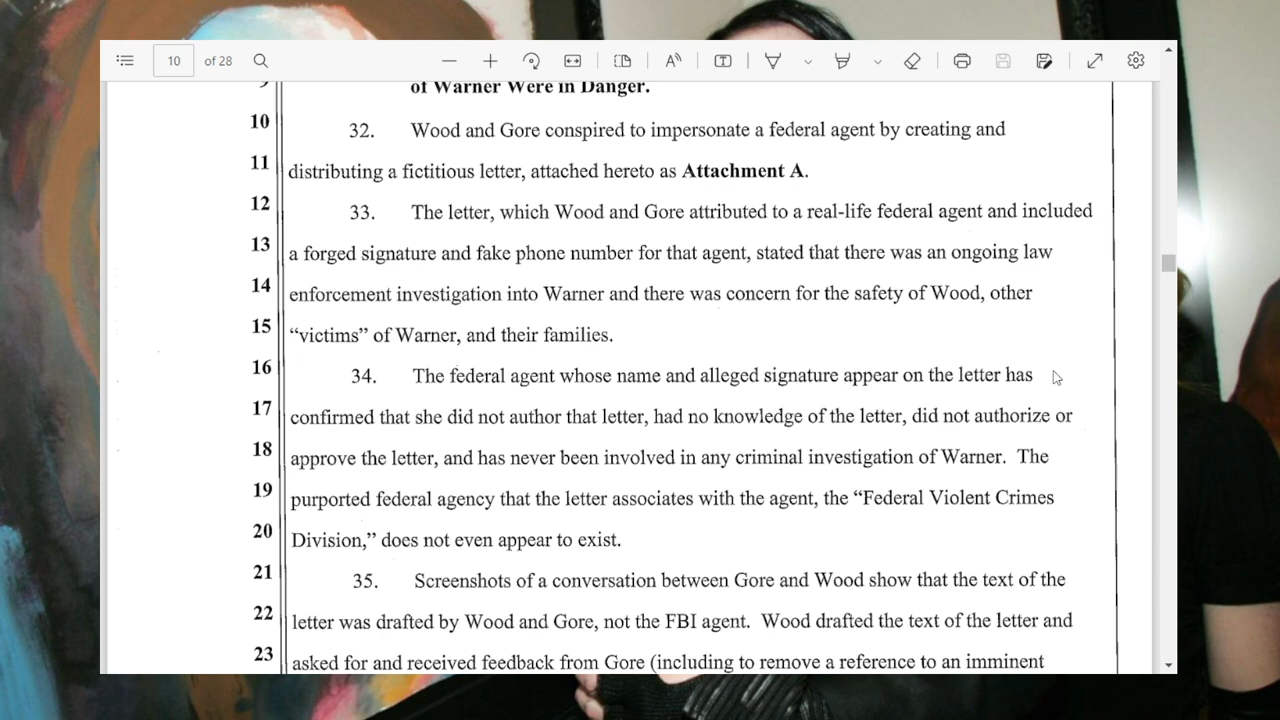 10 of 28
9 of Warner Were in Danger.
10 32. Wood and Gore conspired to impersonate a federal agent by creating and
11 distributing a fictitious letter, attached hereto as Attachment A.
12 33. The letter, which Wood and Gore attributed to a real-life federal agent and included
13 a forged signature and fake phone number for that agent, stated that there was an ongoing law
14 enforcement investigation into Warner and there was concern for the safety of Wood, other
15 “victims” of Warner, and their families.
16 34. The federal agent whose name and alleged signature appear on the letter has
17 confirmed that she did not author that letter, had no knowledge of the letter, did not authorize or
18 approve the letter, and has never been involved in any criminal investigation of Warner. The
19 purported federal agency that the letter associates with the agent, the “Federal Violent Crimes
20 Division,” does not even appear to exist.
21 35. Screenshots of a conversation between Gore and Wood show that the text of the
22 letter was drafted by Wood and Gore, not the FBI agent. Wood drafted the text of the letter and
23 asked for and received feedback from Gore (including to remove a reference to an imminent